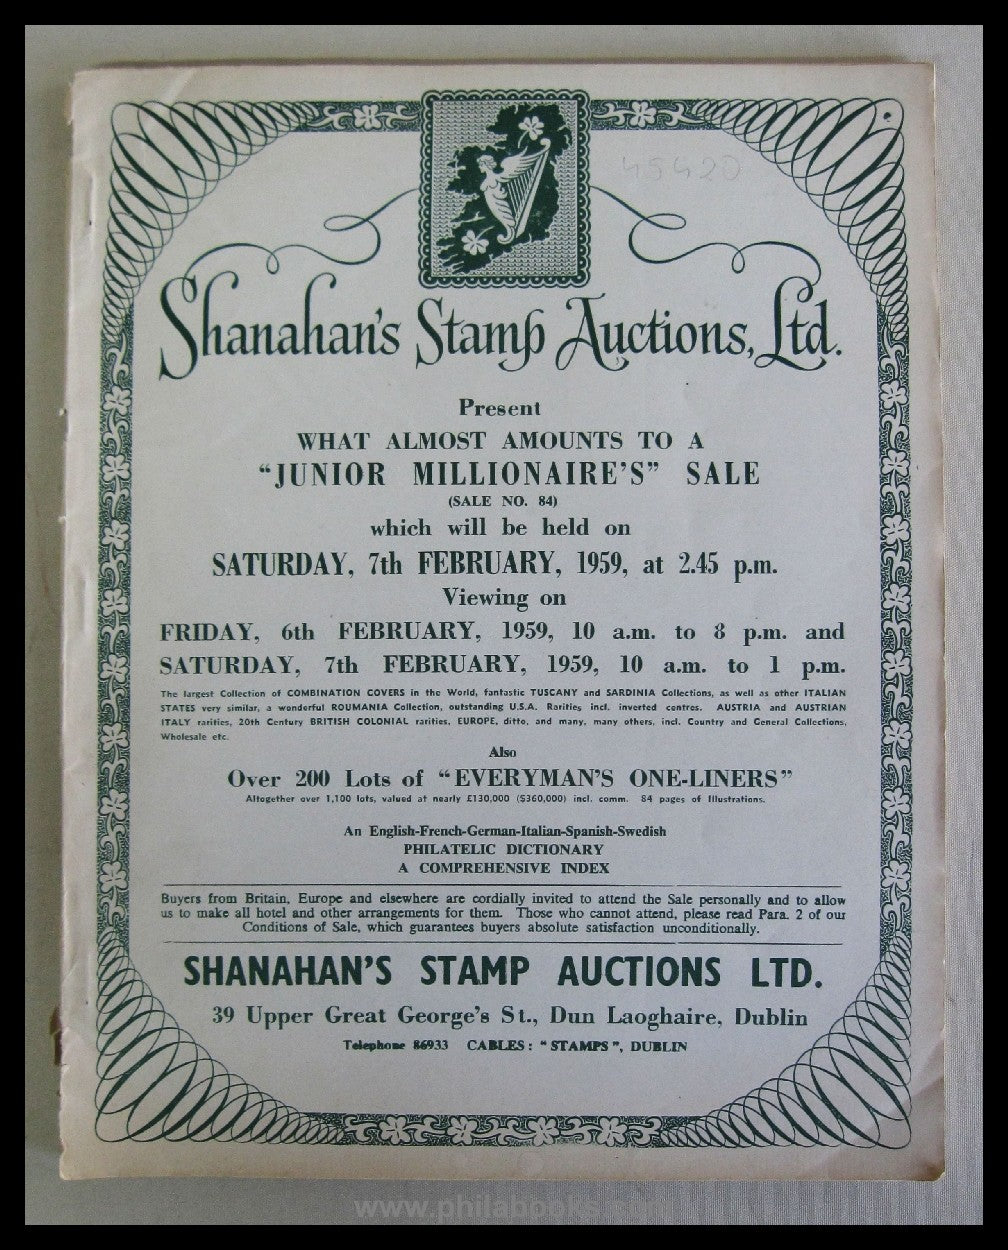 45420
Shanahan's Stamp Auctions, Ltd.
Present
WHAT ALMOST AMOUNTS TO A
"JUNIOR MILLIONAIRE'S" SALE
(SALE NO. 84)
which will be held on
SATURDAY, 7th FEBRUARY, 1959, at 2.45 p.m.
Viewing on
FRIDAY, 6th FEBRUARY, 1959, 10 a.m. to 8 p.m. and
SATURDAY, 7th FEBRUARY, 1959, 10 a.m. to 1 p.m.
The largest Collection of COMBINATION COVERS in the World, fantastic TUSCANY and SARDINIA Collections, as well as other ITALIAN
STATES very similar, a wonderful ROUMANIA Collection, outstanding U.S.A. Rarities incl. inverted centres. AUSTRIA and AUSTRIAN
ITALY rarities, 20th Century BRITISH COLONIAL rarities, EUROPE, ditto, and many, many others, incl. Country and General Collections,
Wholesale etc.
Also
Over 200 Lots of "EVERYMAN'S ONE-LINERS"
Altogether over 1,100 lots, valued at nearly £130,000 ($360,000) incl. comm. 84 pages of Illustrations.
An English-French-German-Italian-Spanish-Swedish
PHILATELIC DICTIONARY
A COMPREHENSIVE INDEX
Buyers from Britain, Europe and elsewhere are cordially invited to attend the Sale personally and to allow
us to make all hotel and other arrangements for them. Those who cannot attend, please read Para. 2 of our
Conditions of Sale, which guarantees buyers absolute satisfaction unconditionally.
SHANAHAN'S STAMP AUCTIONS LTD.
39 Upper Great George's St., Dun Laoghaire, Dublin
Telephone 86933 CABLES: "STAMPS", DUBLIN
www.philabooks.com